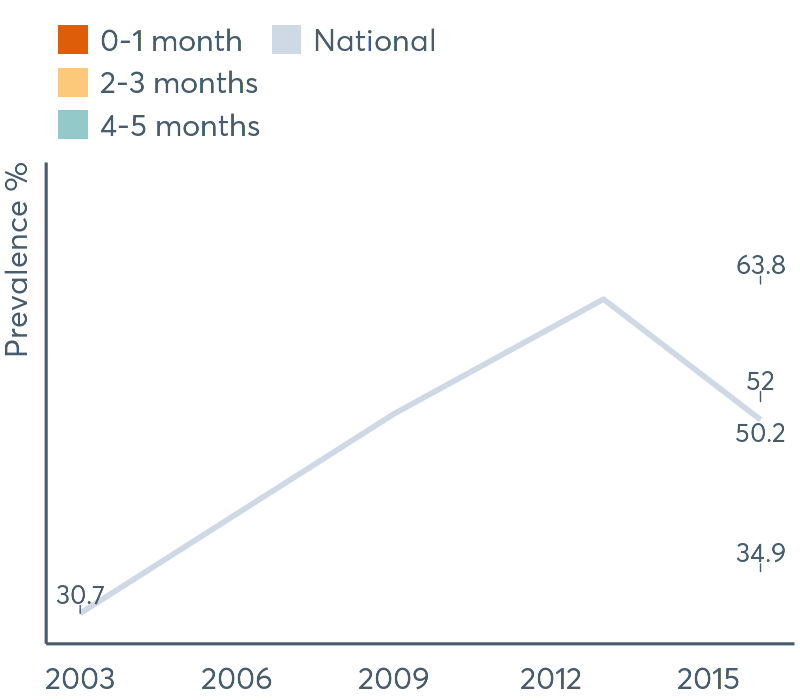 0-1 month
National
2-3 months
4-5 months
Prevalence %
63.8
52
50.2
34.9
30.7
2003 2006 2009 2012 2015